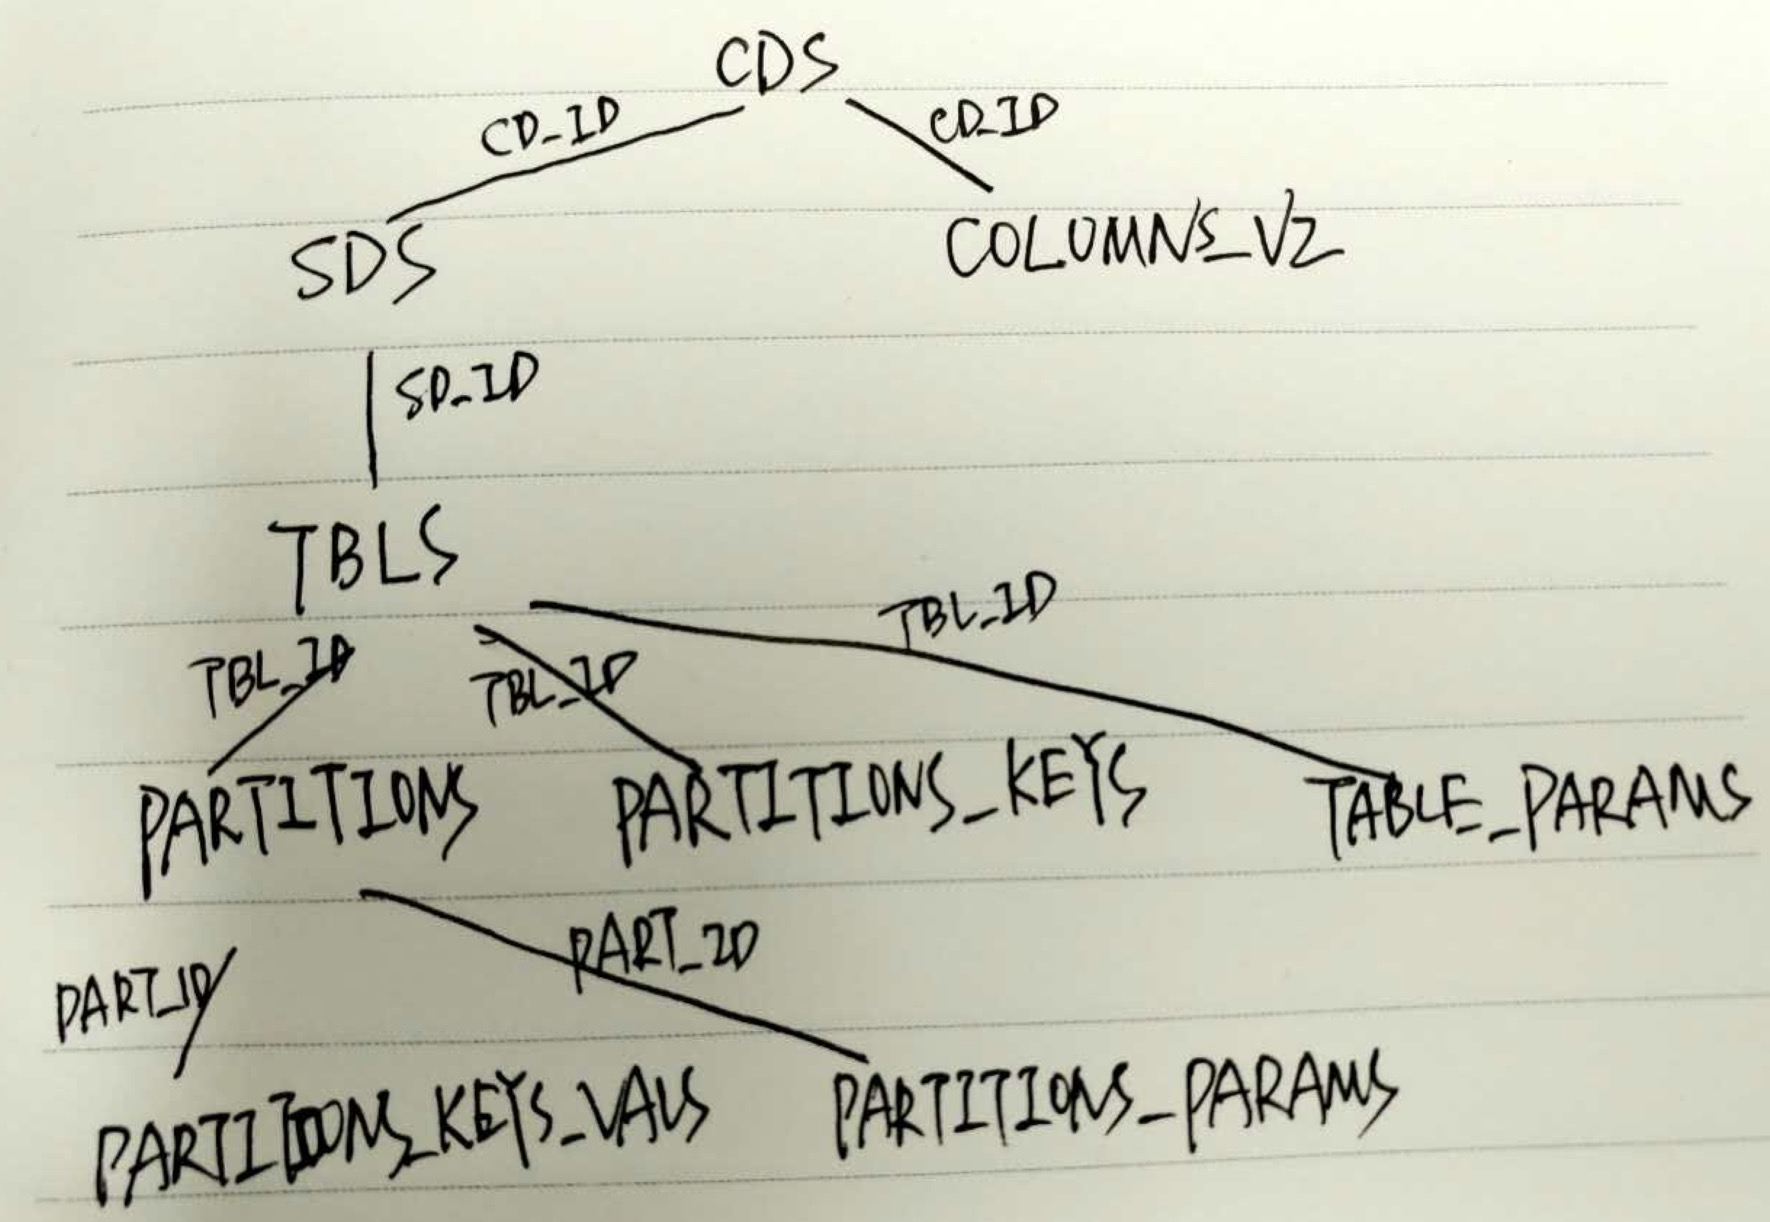 CDS
CD_ID CD_ID
SDS COLUMNS_V2
SD_ID
TBLS
TBL_ID TBL_ID TBL_ID
PARTITIONS PARTITIONS_KEYS TABLE_PARAMS
PART_ID PART_ID
PARTITIONS_KEYS_VALS PARTITIONS_PARAMS